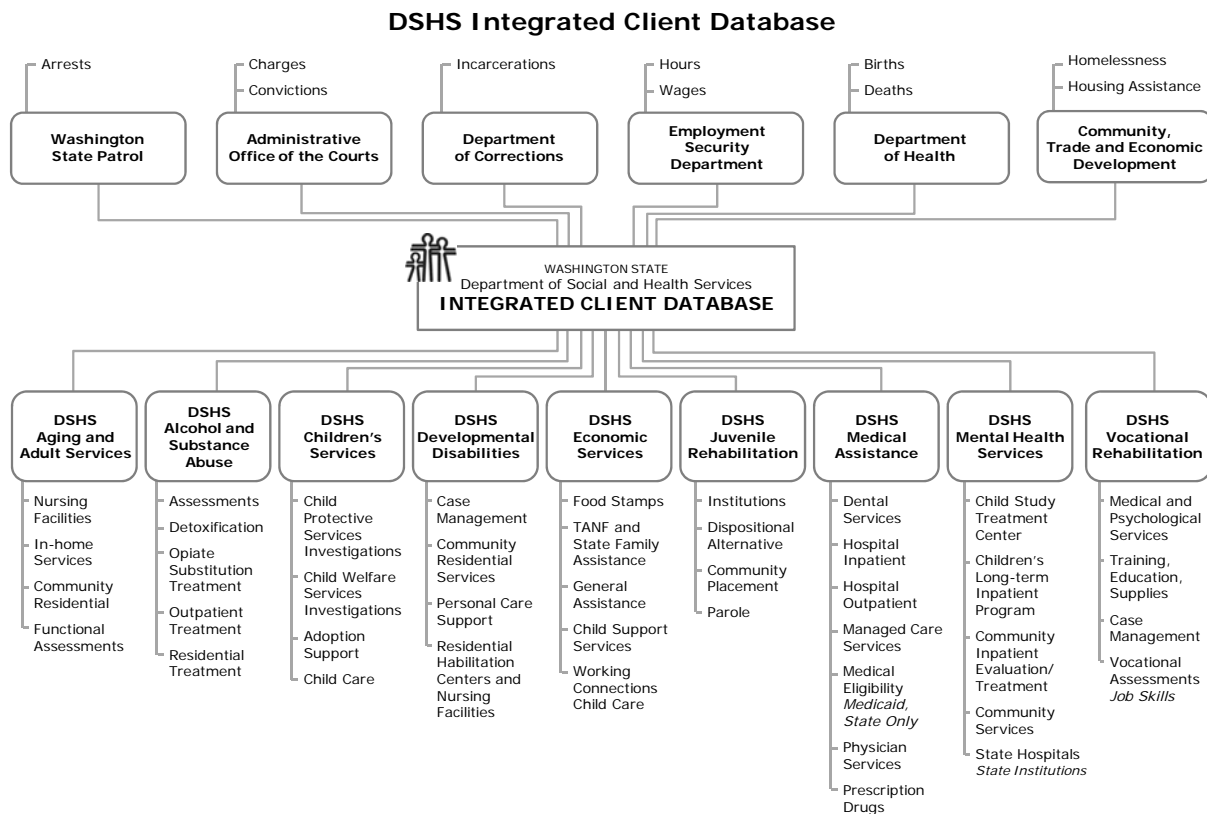 DSHS Integrated Client Database
Arrests
Charges
Convictions
Incarcerations
Hours
Wages
Births
Deaths
Homelessness
Housing Assistance
Washington
State Patrol
Administrative
Office of the Courts
Department
of Corrections
Employment
Security
Department
Department
of Health
Community,
Trade and Economic
Development
WASHINGTON STATE
Department of Social and Health Services
INTEGRATED CLIENT DATABASE
DSHS
Aging and
Adult Services
Nursing
Facilities
In-home
Services
Community
Residential
Functional
Assessments
DSHS
Alcohol and
Substance
Abuse
Assessments
Detoxification
Opiate
Substitution
Treatment
Outpatient
Treatment
Residential
Treatment
DSHS
Children's
Services
Child
Protective
Services
Investigations
Child Welfare
Services
Investigations
Adoption
Support
Child Care
DSHS
Developmental
Disabilities
Case
Management
Community
Residential
Services
Personal Care
Support
Residential
Habilitation
Centers and
Nursing
Facilities
DSHS
Economic
Services
Food Stamps
TANF and
State Family
Assistance
General
Assistance
Child Support
Services
Working
Connections
Child Care
DSHS
Juvenile
Rehabilitation
Institutions
Dispositional
Alternative
Community
Placement
Parole
DSHS
Medical
Assistance
Dental
Services
Hospital
Inpatient
Hospital
Outpatient
Managed Care
Services
Medical
Eligibility
Medicaid,
State Only
Physician
Services
Prescription
Drugs
DSHS
Mental Health
Services
Child Study
Treatment
Center
Children's
Long-term
Inpatient
Program
Community
Inpatient
Evaluation/
Treatment
Community
Services
State Hospitals
State Institutions
DSHS
Vocational
Rehabilitation
Medical and
Psychological
Services
Training,
Education,
Supplies
Case
Management
Vocational
Assessments
Job Skills